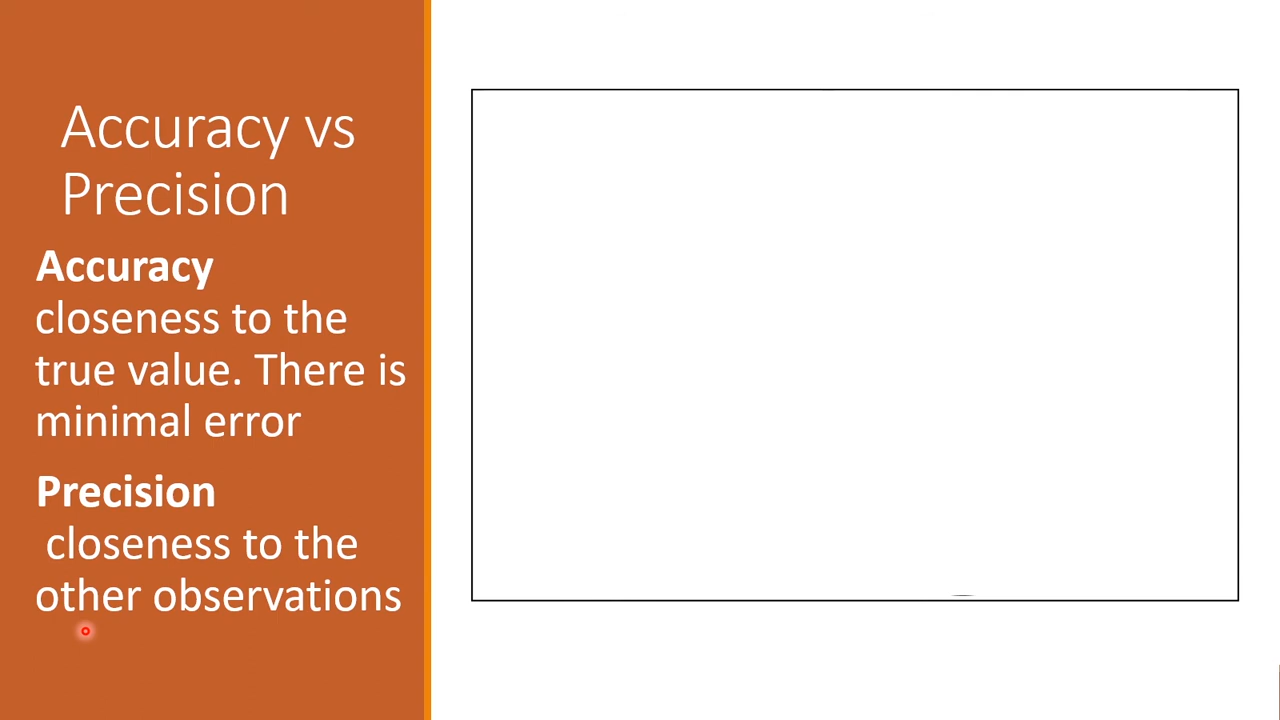 Accuracy vs
Precision
Accuracy
closeness to the
true value. There is
minimal error
Precision
closeness to the
other observations